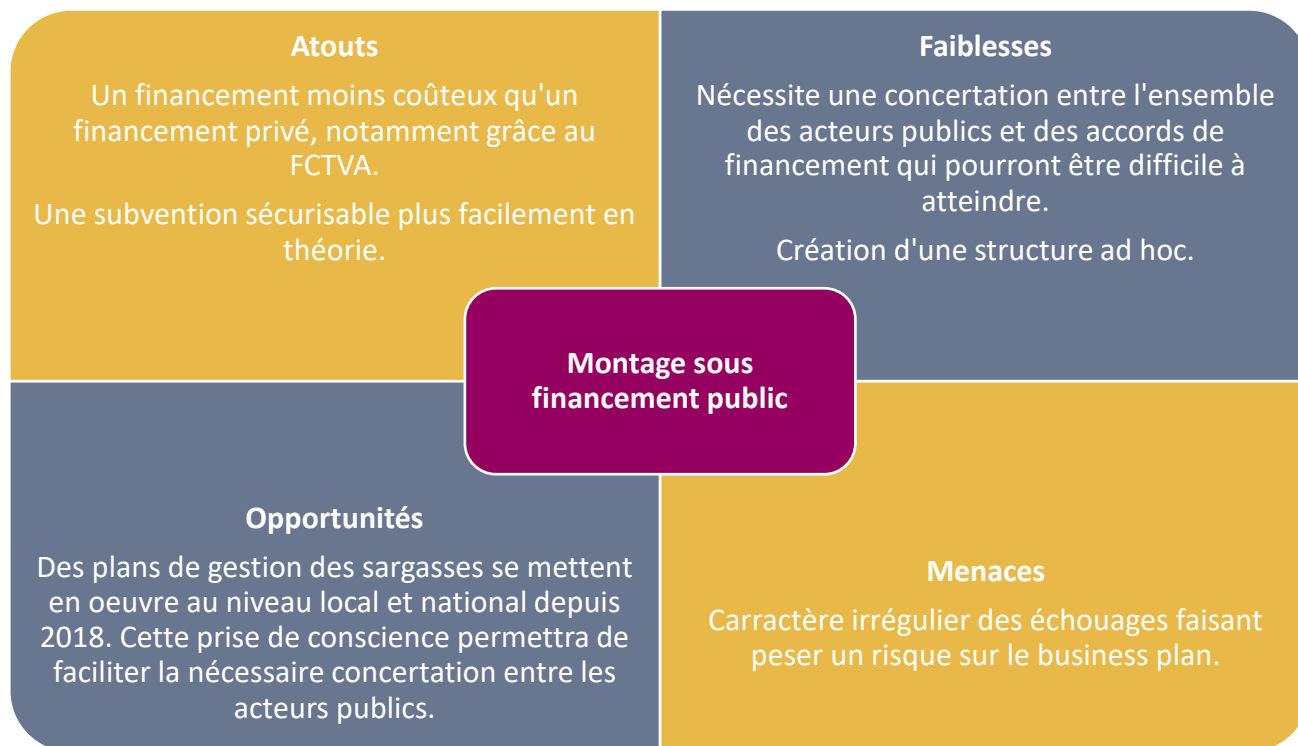 Atouts
Un financement moins coûteux qu'un
financement privé, notamment grâce au
FCTVA.
Une subvention sécurisable plus facilement en
théorie.
Faiblesses
Nécessite une concertation entre l'ensemble
des acteurs publics et des accords de
financement qui pourront être difficile à
atteindre.
Création d'une structure ad hoc.
Montage sous
financement public
Opportunités
Des plans de gestion des sargasses se mettent
en oeuvre au niveau local et national depuis
2018. Cette prise de conscience permettra de
faciliter la nécessaire concertation entre les
acteurs publics.
Menaces
Carractère irrégulier des échouages faisant
peser un risque sur le business plan.